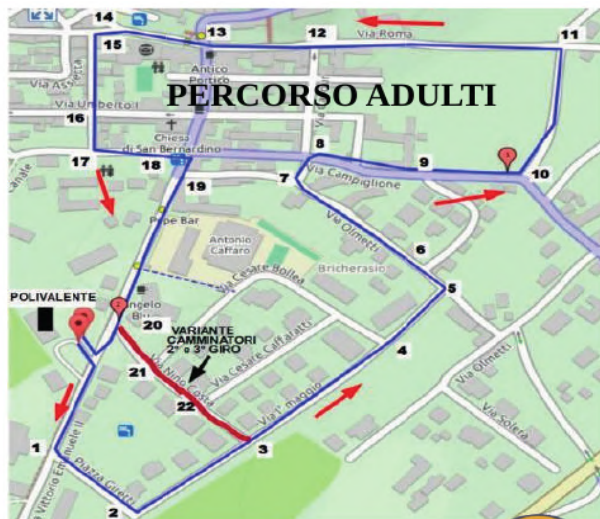 14
13
12
Via Roma
11
15
Antico
Portico
PERCORSO ADULTI
Via Umberto I
16
Chiesa
di San Bernardino
17
18
19
8
9
10
7
Via Campiglione
Canale
Pepe Bar
Via Olmetti
6
Antonio
Caffaro
Via Cesare Bollea
Bricherasio
5
POLIVALENTE
20
VARIANTE
CAMMINATORI
2° e 3° GIRO
Via Cesare Caffaratti
4
Via Olmetti
21
Via Nino Costa
22
Via 1° maggio
Via Solera
3
1
Vittorio Emanuele II
Piazza Giretti
2